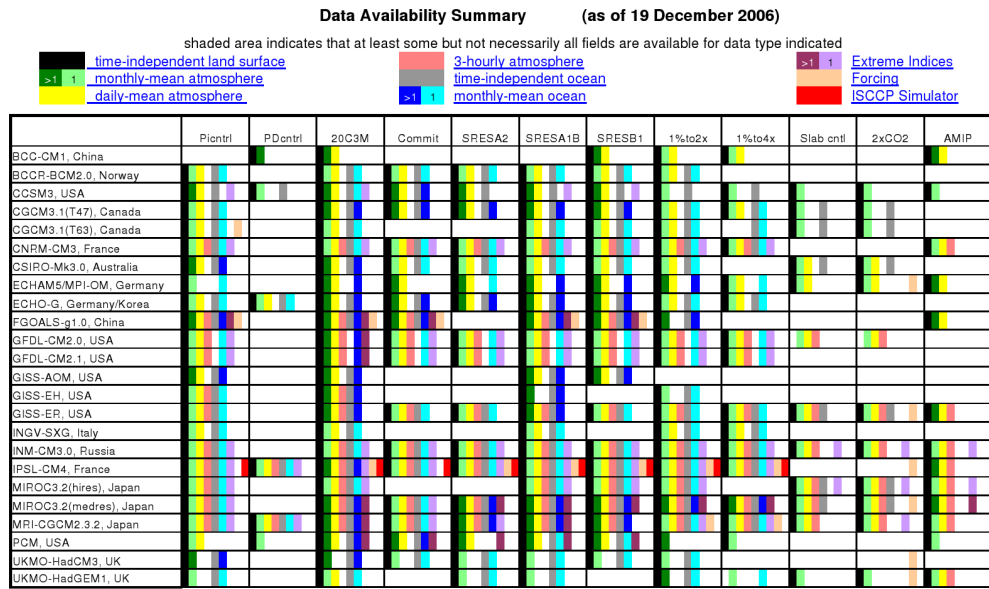 Data Availability Summary (as of 19 December 2006)
shaded area indicates that at least some but not necessarily all fields are available for data type indicated
time-independent land surface 3-hourly atmosphere >1 1 Extreme Indices
>1 1 monthly-mean atmosphere time-independent ocean Forcing
daily-mean atmosphere >1 1 monthly-mean ocean ISCCP Simulator
Picntrl PDcntrl 20C3M Commit SRESA2 SRESA1B SRESB1 1%to2x 1%to4x Slab cntl 2xCO2 AMIP
BCC-CM1, China
BCCR-BCM2.0, Norway
CCSM3, USA
CGCM3.1(T47), Canada
CGCM3.1(T63), Canada
CNRM-CM3, France
CSIRO-Mk3.0, Australia
ECHAM5/MPI-OM, Germany
ECHO-G, Germany/Korea
FGOALS-g1.0, China
GFDL-CM2.0, USA
GFDL-CM2.1, USA
GISS-AOM, USA
GISS-EH, USA
GISS-ER, USA
INGV-SXG, Italy
INM-CM3.0, Russia
IPSL-CM4, France
MIROC3.2(hires), Japan
MIROC3.2(medres), Japan
MRI-CGCM2.3.2, Japan
PCM, USA
UKMO-HadCM3, UK
UKMO-HadGEM1, UK